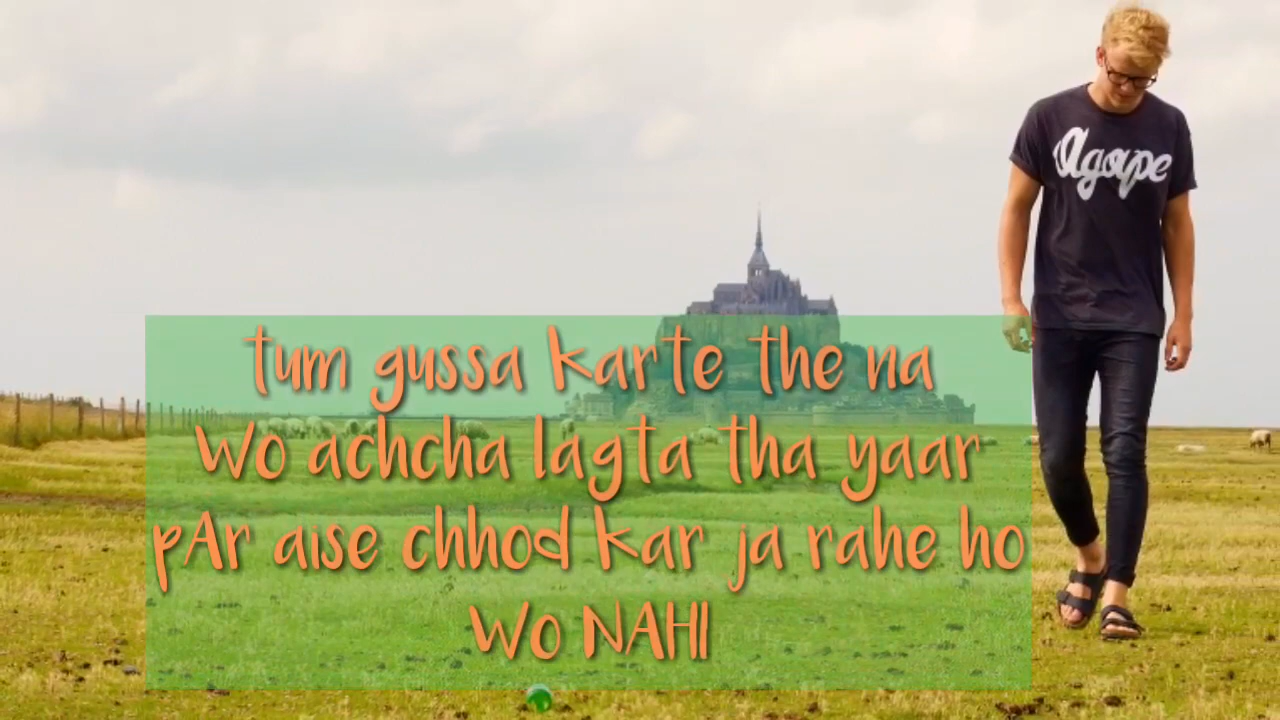 Agape
tum gussa karte the na
Wo achcha lagta tha yaar
pAr aise chhod kar ja rahe ho
Wo NAHI